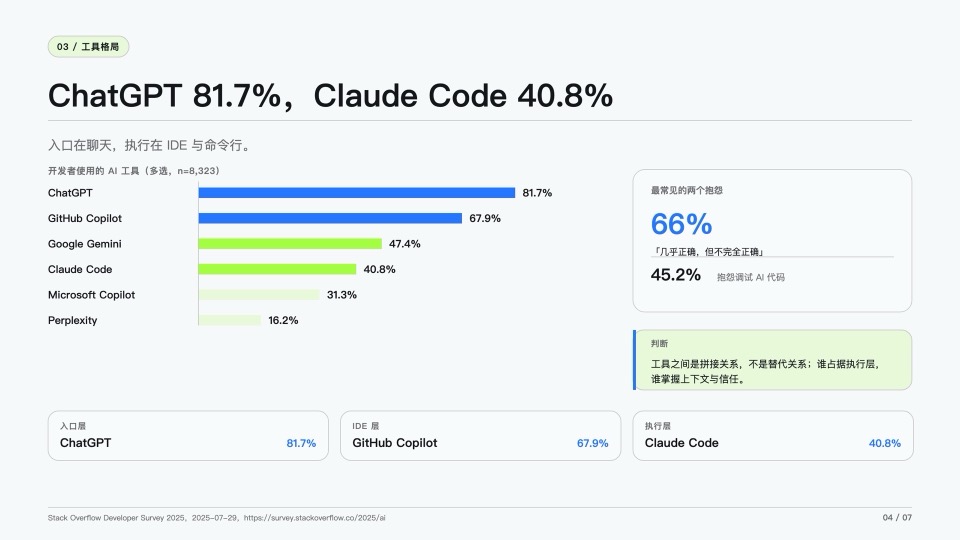 03 / 工具格局
ChatGPT 81.7%，Claude Code 40.8%
入口在聊天，执行在 IDE 与命令行。
开发者使用的 AI 工具（多选，n=8,323）
ChatGPT 81.7%
GitHub Copilot 67.9%
Google Gemini 47.4%
Claude Code 40.8%
Microsoft Copilot 31.3%
Perplexity 16.2%
最常见的两个抱怨
66%
「几乎正确，但不完全正确」
45.2% 抱怨调试 AI 代码
判断
工具之间是拼接关系，不是替代关系；谁占据执行层，
谁掌握上下文与信任。
入口层
ChatGPT 81.7%
IDE 层
GitHub Copilot 67.9%
执行层
Claude Code 40.8%
Stack Overflow Developer Survey 2025，2025-07-29，https://survey.stackoverflow.co/2025/ai
04 / 07